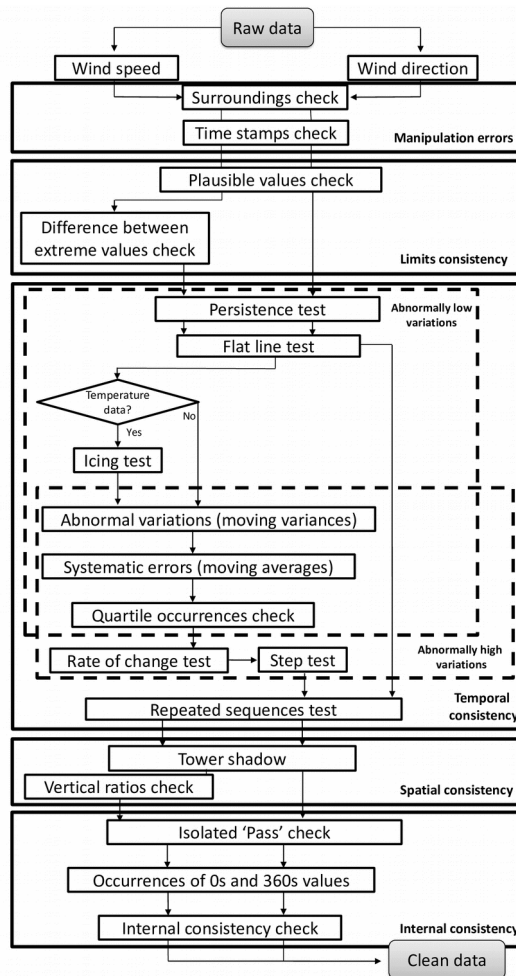 Raw data
Wind speed
Wind direction
Surroundings check
Time stamps check
Manipulation errors
Plausible values check
Difference between
extreme values check
Limits consistency
Persistence test
Abnormally low
variations
Flat line test
Temperature
data?
Yes
No
Icing test
Abnormal variations (moving variances)
Systematic errors (moving averages)
Quartile occurrences check
Abnormally high
variations
Rate of change test
Step test
Temporal
consistency
Repeated sequences test
Tower shadow
Vertical ratios check
Spatial consistency
Isolated 'Pass' check
Occurrences of 0s and 360s values
Internal consistency check
Internal consistency
Clean data